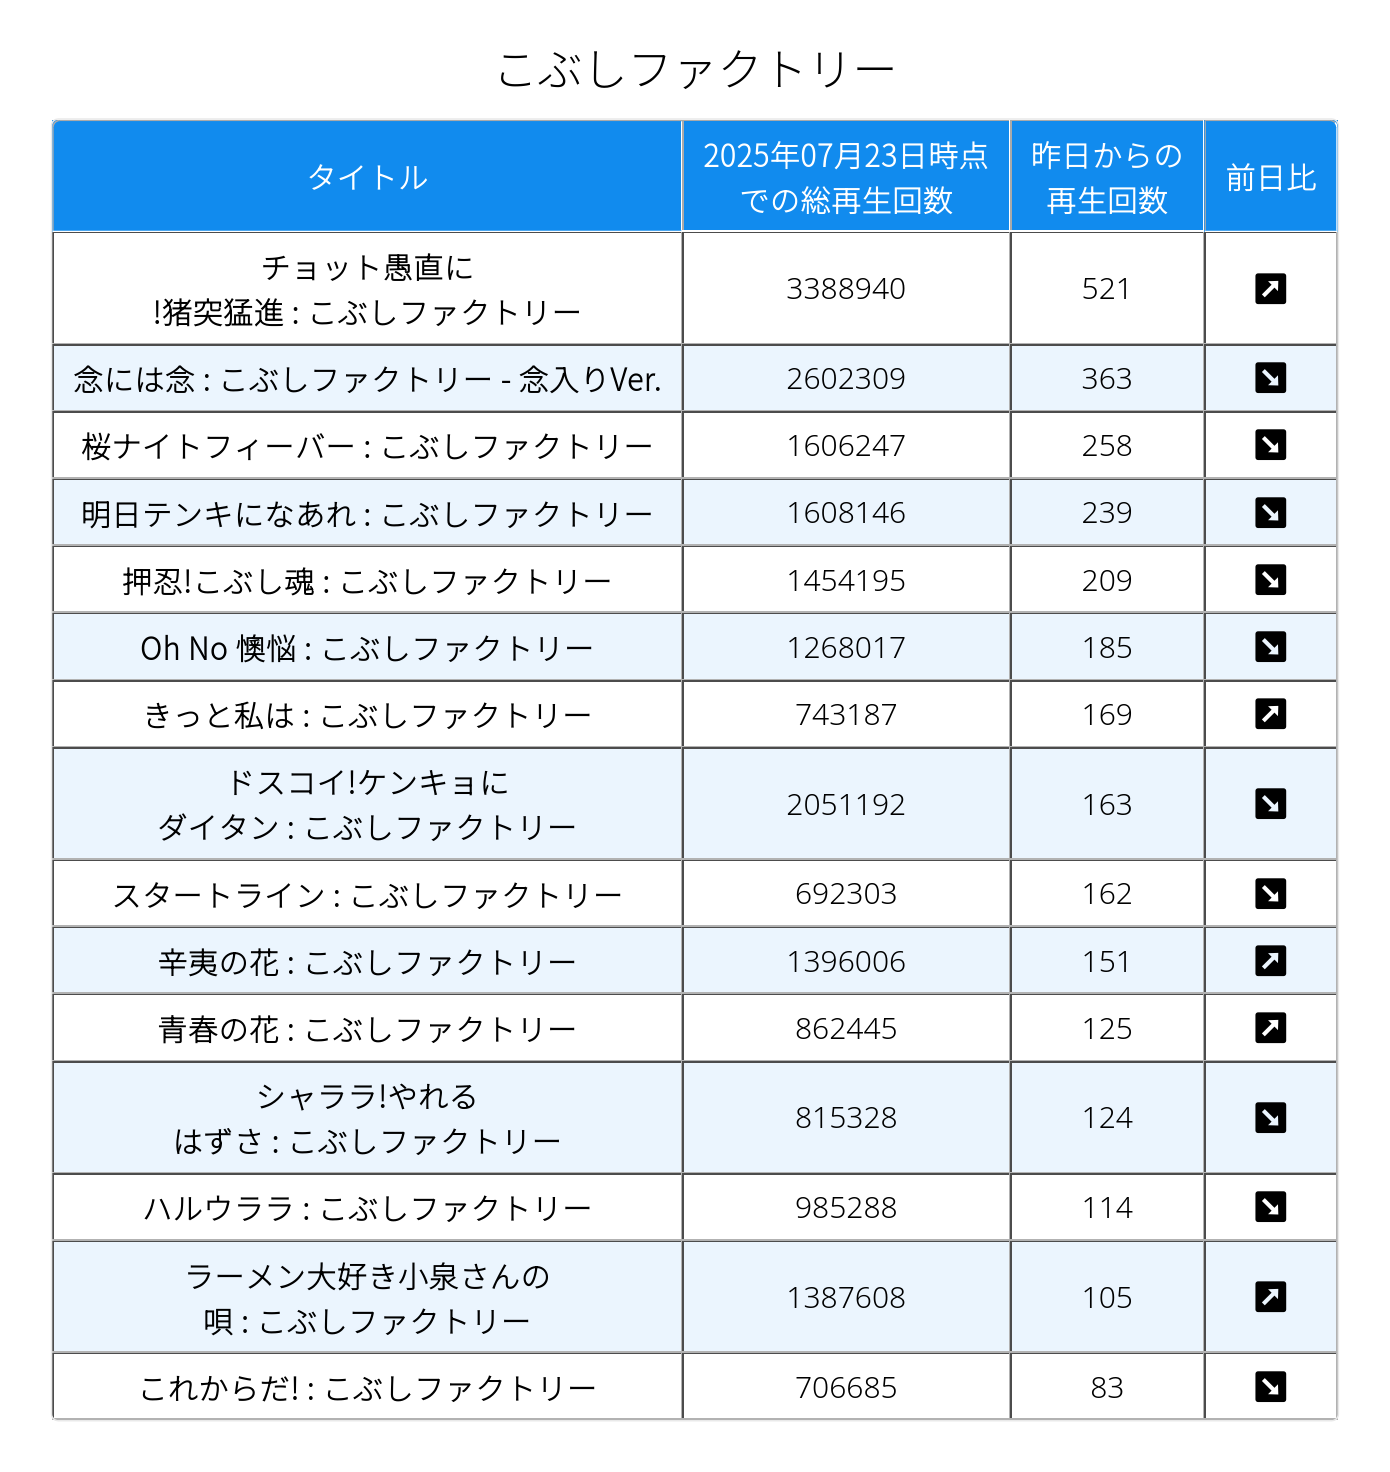 こぶしファクトリー
タイトル
2025年07月23日時点
での総再生回数
昨日からの
再生回数
前日比
チョット愚直に
!猪突猛進 : こぶしファクトリー
3388940
521
↗
念には念 : こぶしファクトリー - 念入りVer.
2602309
363
↘
桜ナイトフィーバー : こぶしファクトリー
1606247
258
↘
明日テンキになあれ : こぶしファクトリー
1608146
239
↘
押忍!こぶし魂 : こぶしファクトリー
1454195
209
↘
Oh No 懊悩 : こぶしファクトリー
1268017
185
↘
きっと私は : こぶしファクトリー
743187
169
↗
ドスコイ!ケンキョに
ダイタン : こぶしファクトリー
2051192
163
↘
スタートライン : こぶしファクトリー
692303
162
↘
辛夷の花 : こぶしファクトリー
1396006
151
↗
青春の花 : こぶしファクトリー
862445
125
↗
シャララ!やれる
はずさ : こぶしファクトリー
815328
124
↘
ハルウララ : こぶしファクトリー
985288
114
↘
ラーメン大好き小泉さんの
唄 : こぶしファクトリー
1387608
105
↗
これからだ! : こぶしファクトリー
706685
83
↘